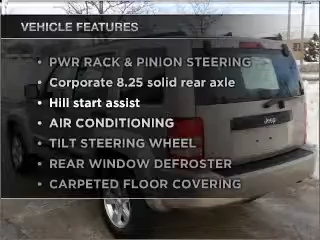 VEHICLE FEATURES
• PWR RACK & PINION STEERING
• Corporate 8.25 solid rear axle
• Hill start assist
• AIR CONDITIONING
• TILT STEERING WHEEL
• REAR WINDOW DEFROSTER
• CARPETED FLOOR COVERING
Jeep